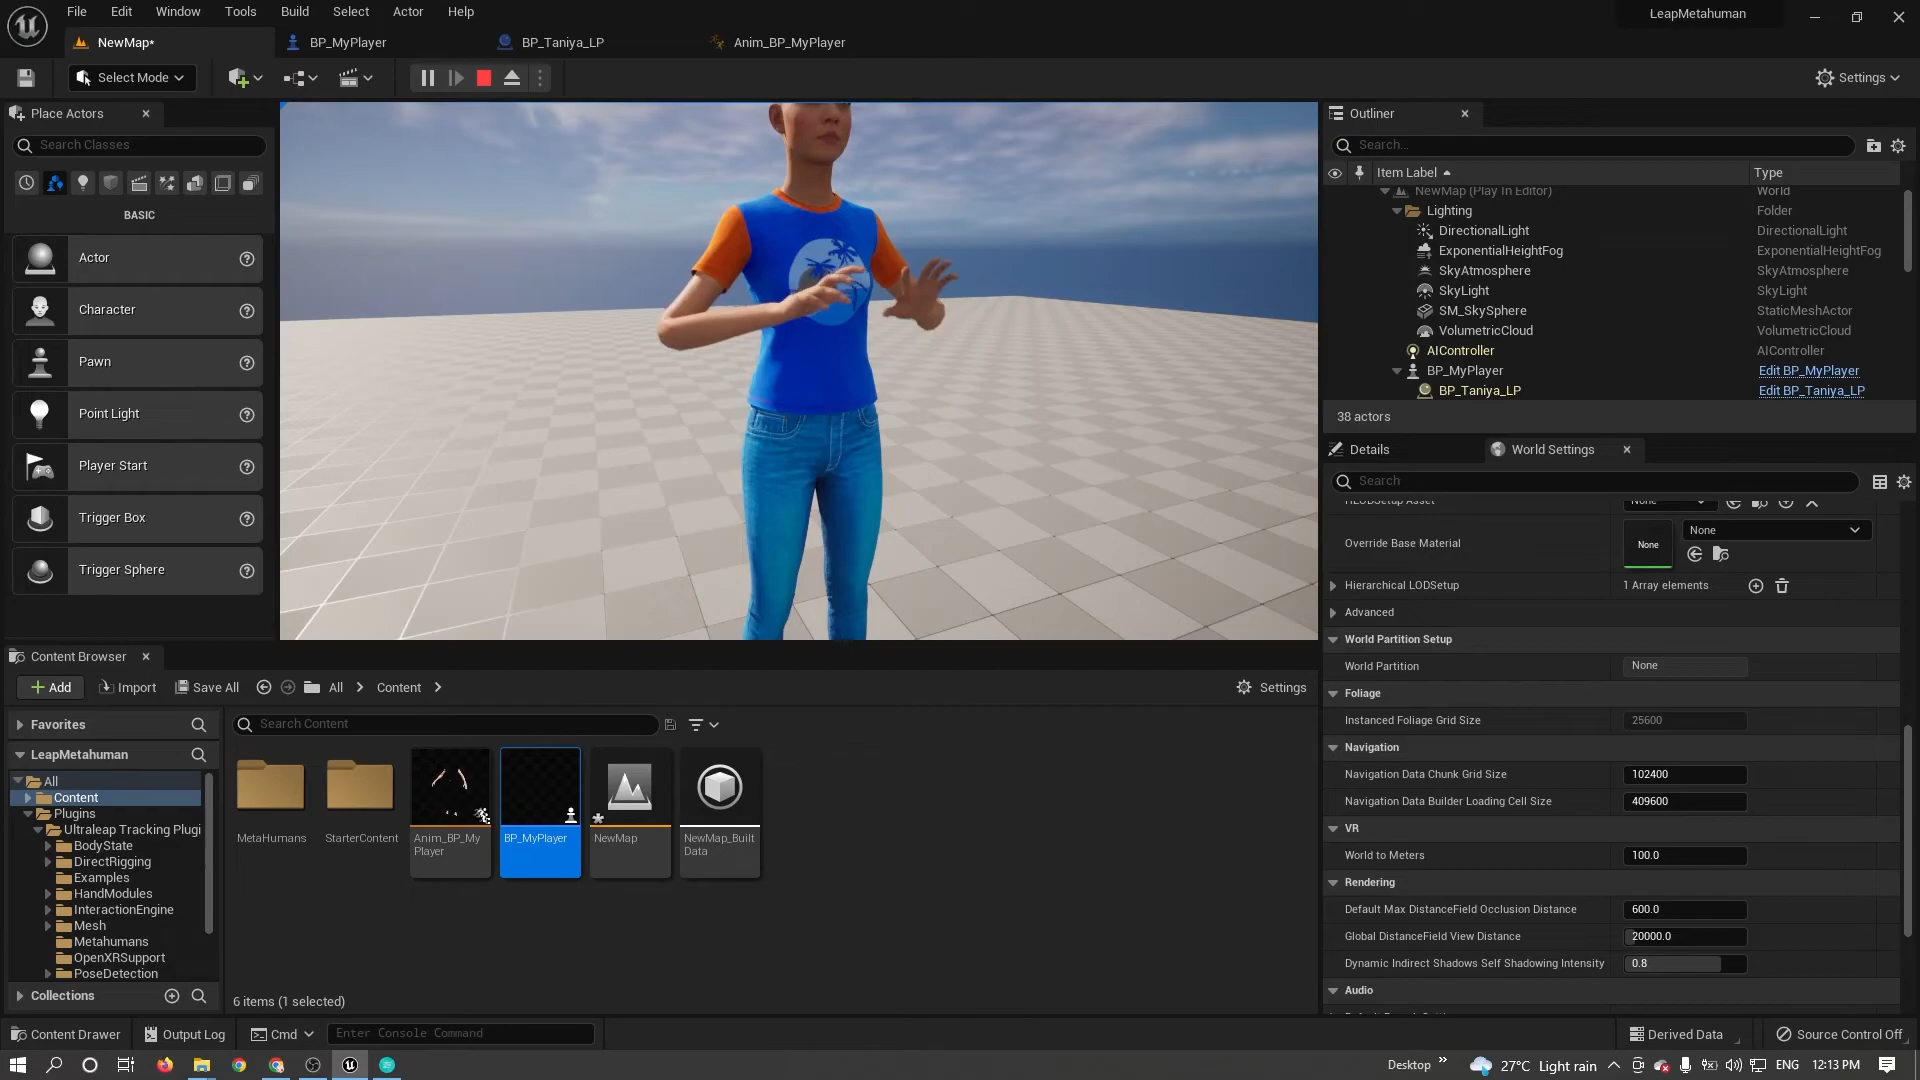 File Edit Window Tools Build Select Actor Help
LeapMetahuman
NewMap*
BP_MyPlayer
BP_Taniya_LP
Anim_BP_MyPlayer
Select Mode
Settings
Place Actors
Search Classes
BASIC
Actor
Character
Pawn
Point Light
Player Start
Trigger Box
Trigger Sphere
Outliner
Search...
Item Label Type
NewMap (Play In Editor) World
Lighting Folder
DirectionalLight DirectionalLight
ExponentialHeightFog ExponentialHeightFog
SkyAtmosphere SkyAtmosphere
SkyLight SkyLight
SM_SkySphere StaticMeshActor
VolumetricCloud VolumetricCloud
AIController AIController
BP_MyPlayer Edit BP_MyPlayer
BP_Taniya_LP Edit BP_Taniya_LP
38 actors
Details World Settings
Search
HLODSetup Asset None
Override Base Material None None
Hierarchical LODSetup 1 Array elements
Advanced
World Partition Setup
World Partition None
Foliage
Instanced Foliage Grid Size 25600
Navigation
Navigation Data Chunk Grid Size 102400
Navigation Data Builder Loading Cell Size 409600
VR
World to Meters 100.0
Rendering
Default Max DistanceField Occlusion Distance 600.0
Global DistanceField View Distance 20000.0
Dynamic Indirect Shadows Self Shadowing Intensity 0.8
Audio
Content Browser
Add Import Save All All Content Settings
Favorites
LeapMetahuman
All
Content
Plugins
Ultraleap Tracking Plugi
BodyState
DirectRigging
Examples
HandModules
InteractionEngine
Mesh
Metahumans
OpenXRSupport
PoseDetection
Collections
Search Content
MetaHumans
StarterContent
Anim_BP_My
Player
BP_MyPlayer
NewMap
NewMap_Built
Data
6 items (1 selected)
Content Drawer Output Log Cmd Enter Console Command Derived Data Source Control Off
Desktop » 27°C Light rain ENG 12:13 PM